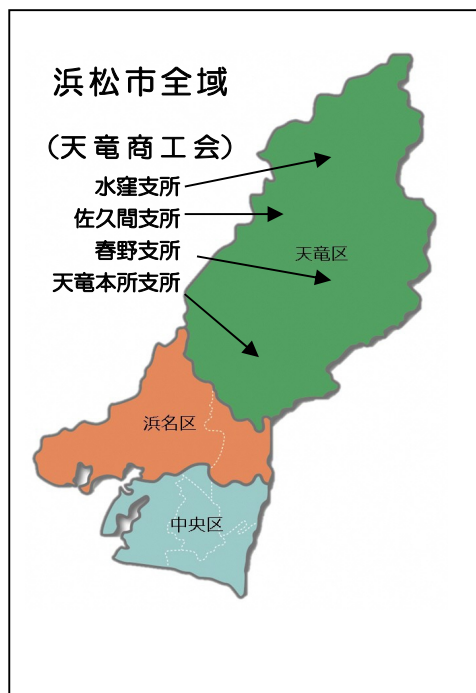 浜松市全域
(天竜商工会)
水窪支所
佐久間支所
春野支所
天竜本所支所
天竜区
浜名区
中央区